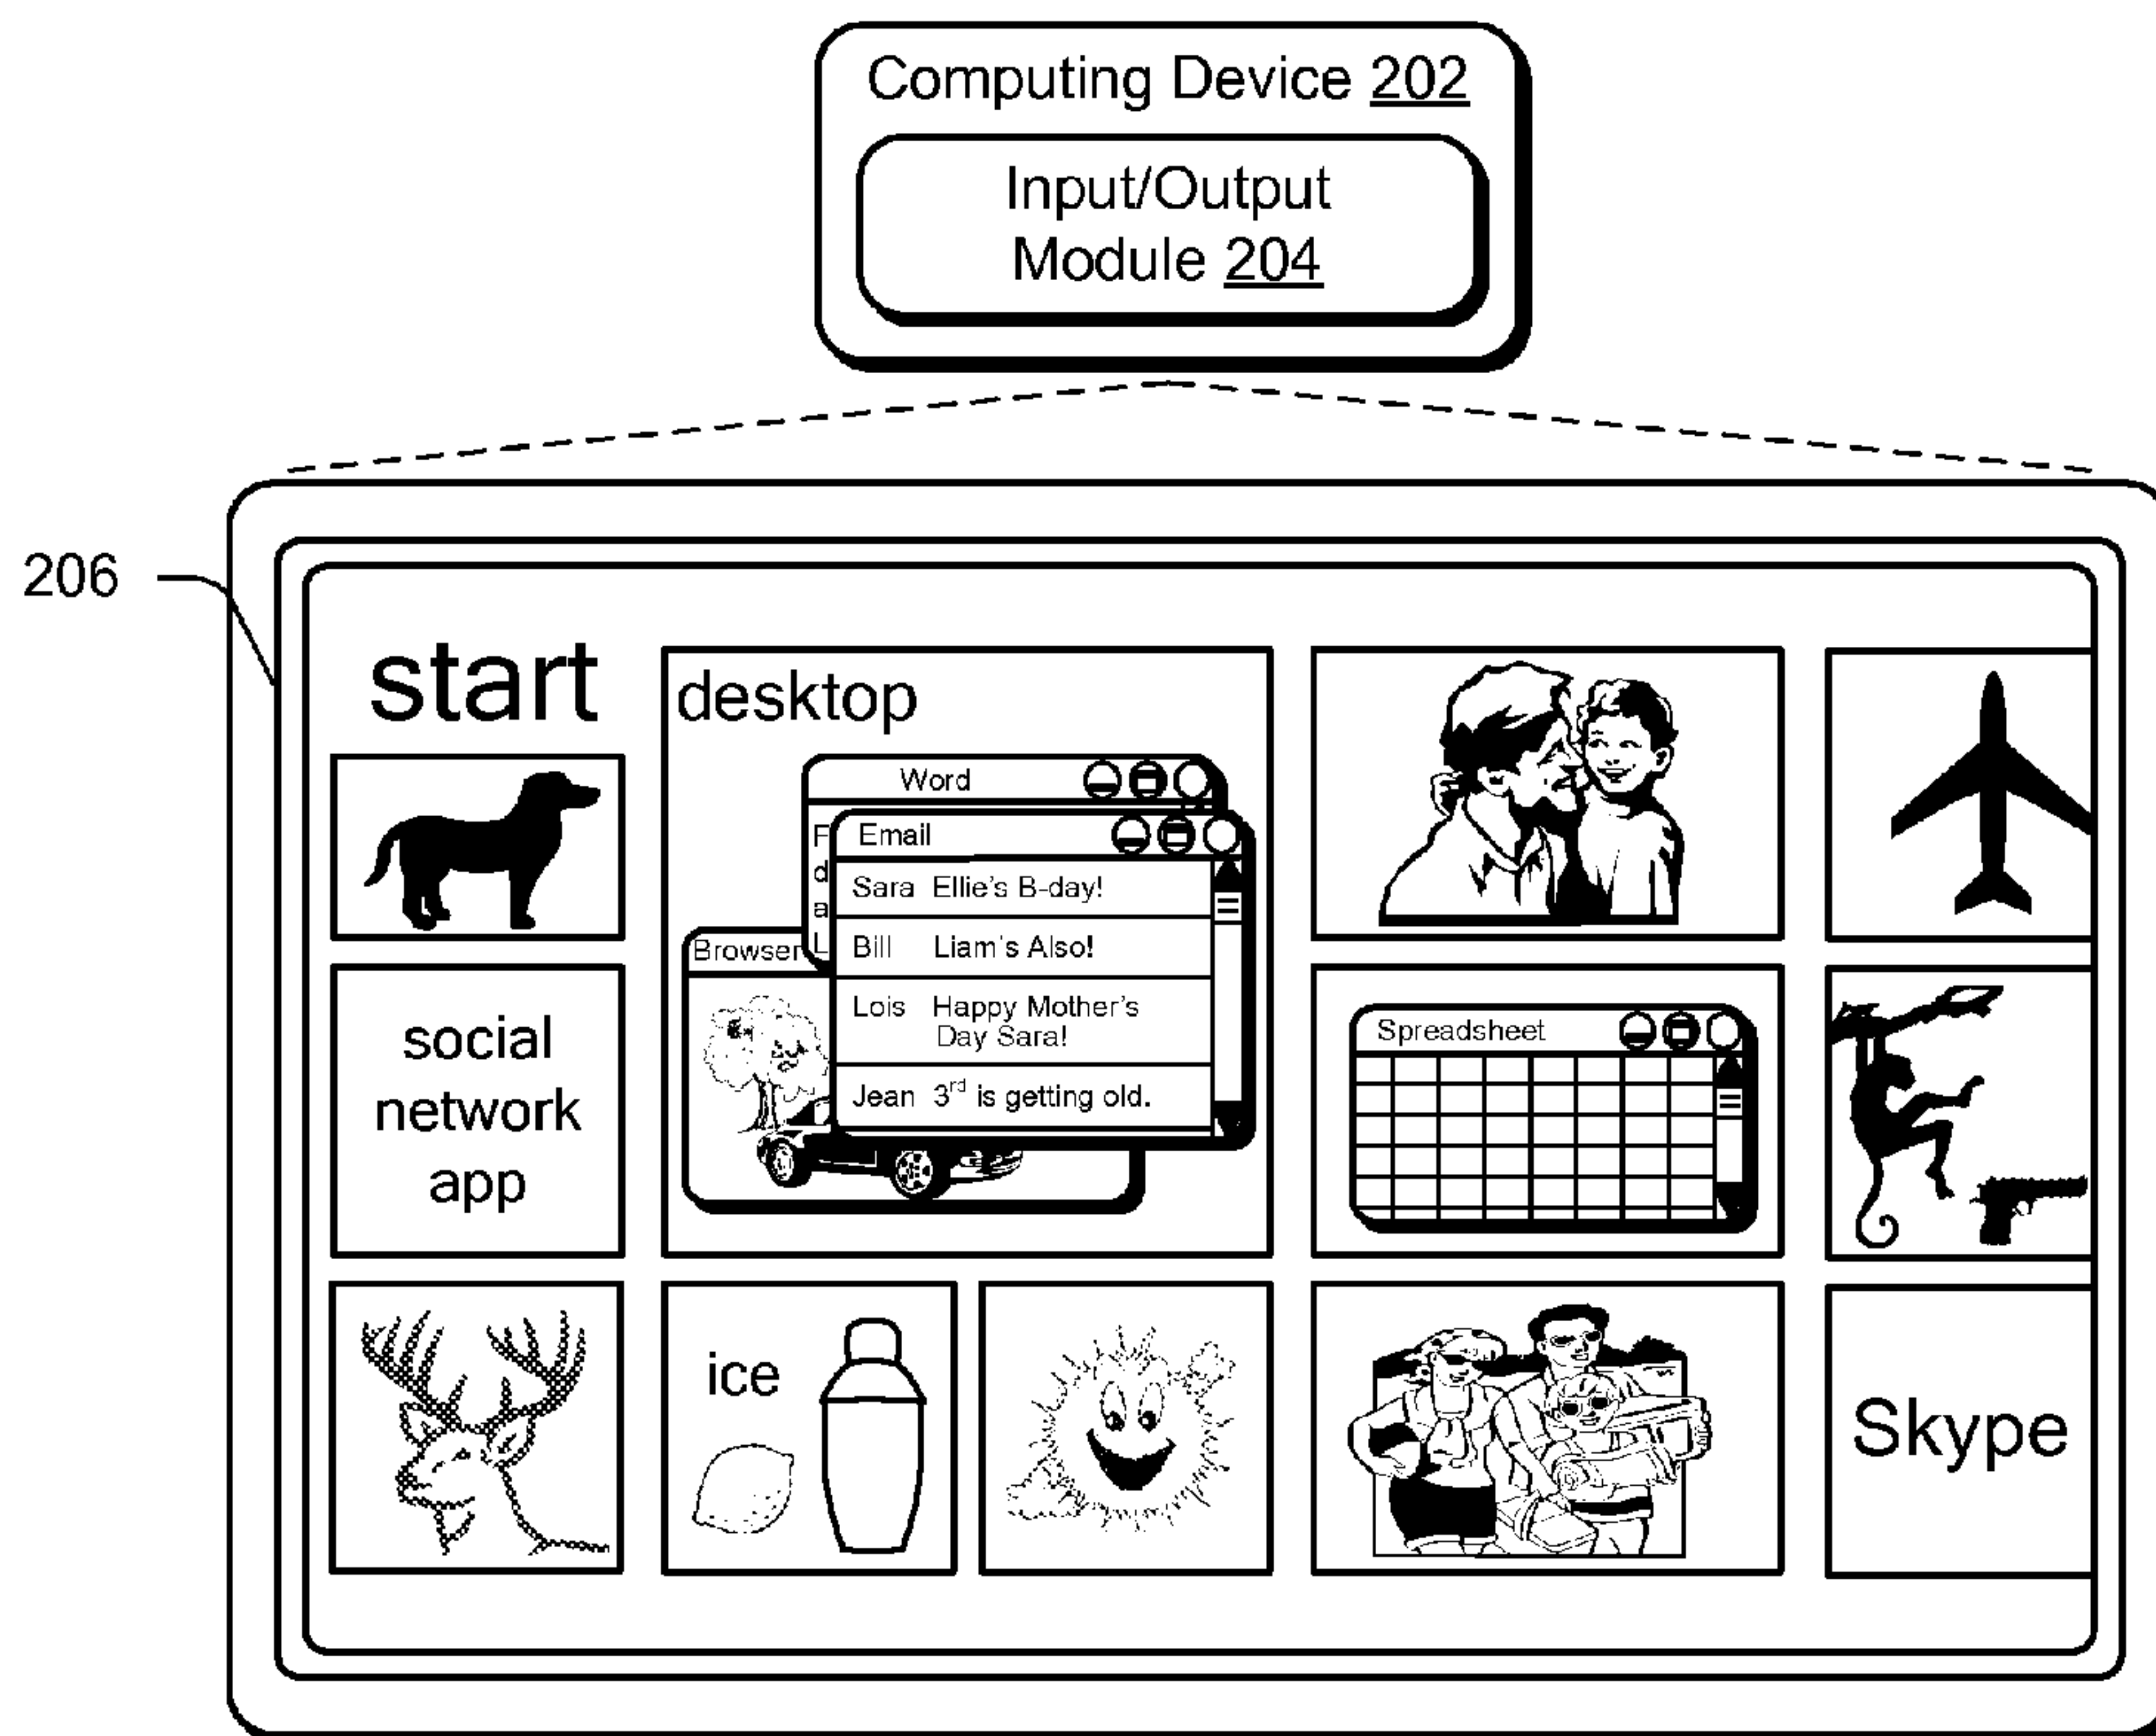 Computing Device 202
Input/Output
Module 204
206
start
desktop
Word
F
d
a
L
Email
Sara Ellie's B-day!
Bill Liam's Also!
Lois Happy Mother's
Day Sara!
Jean 3rd is getting old.
Browser
social
network
app
Spreadsheet
ice
Skype